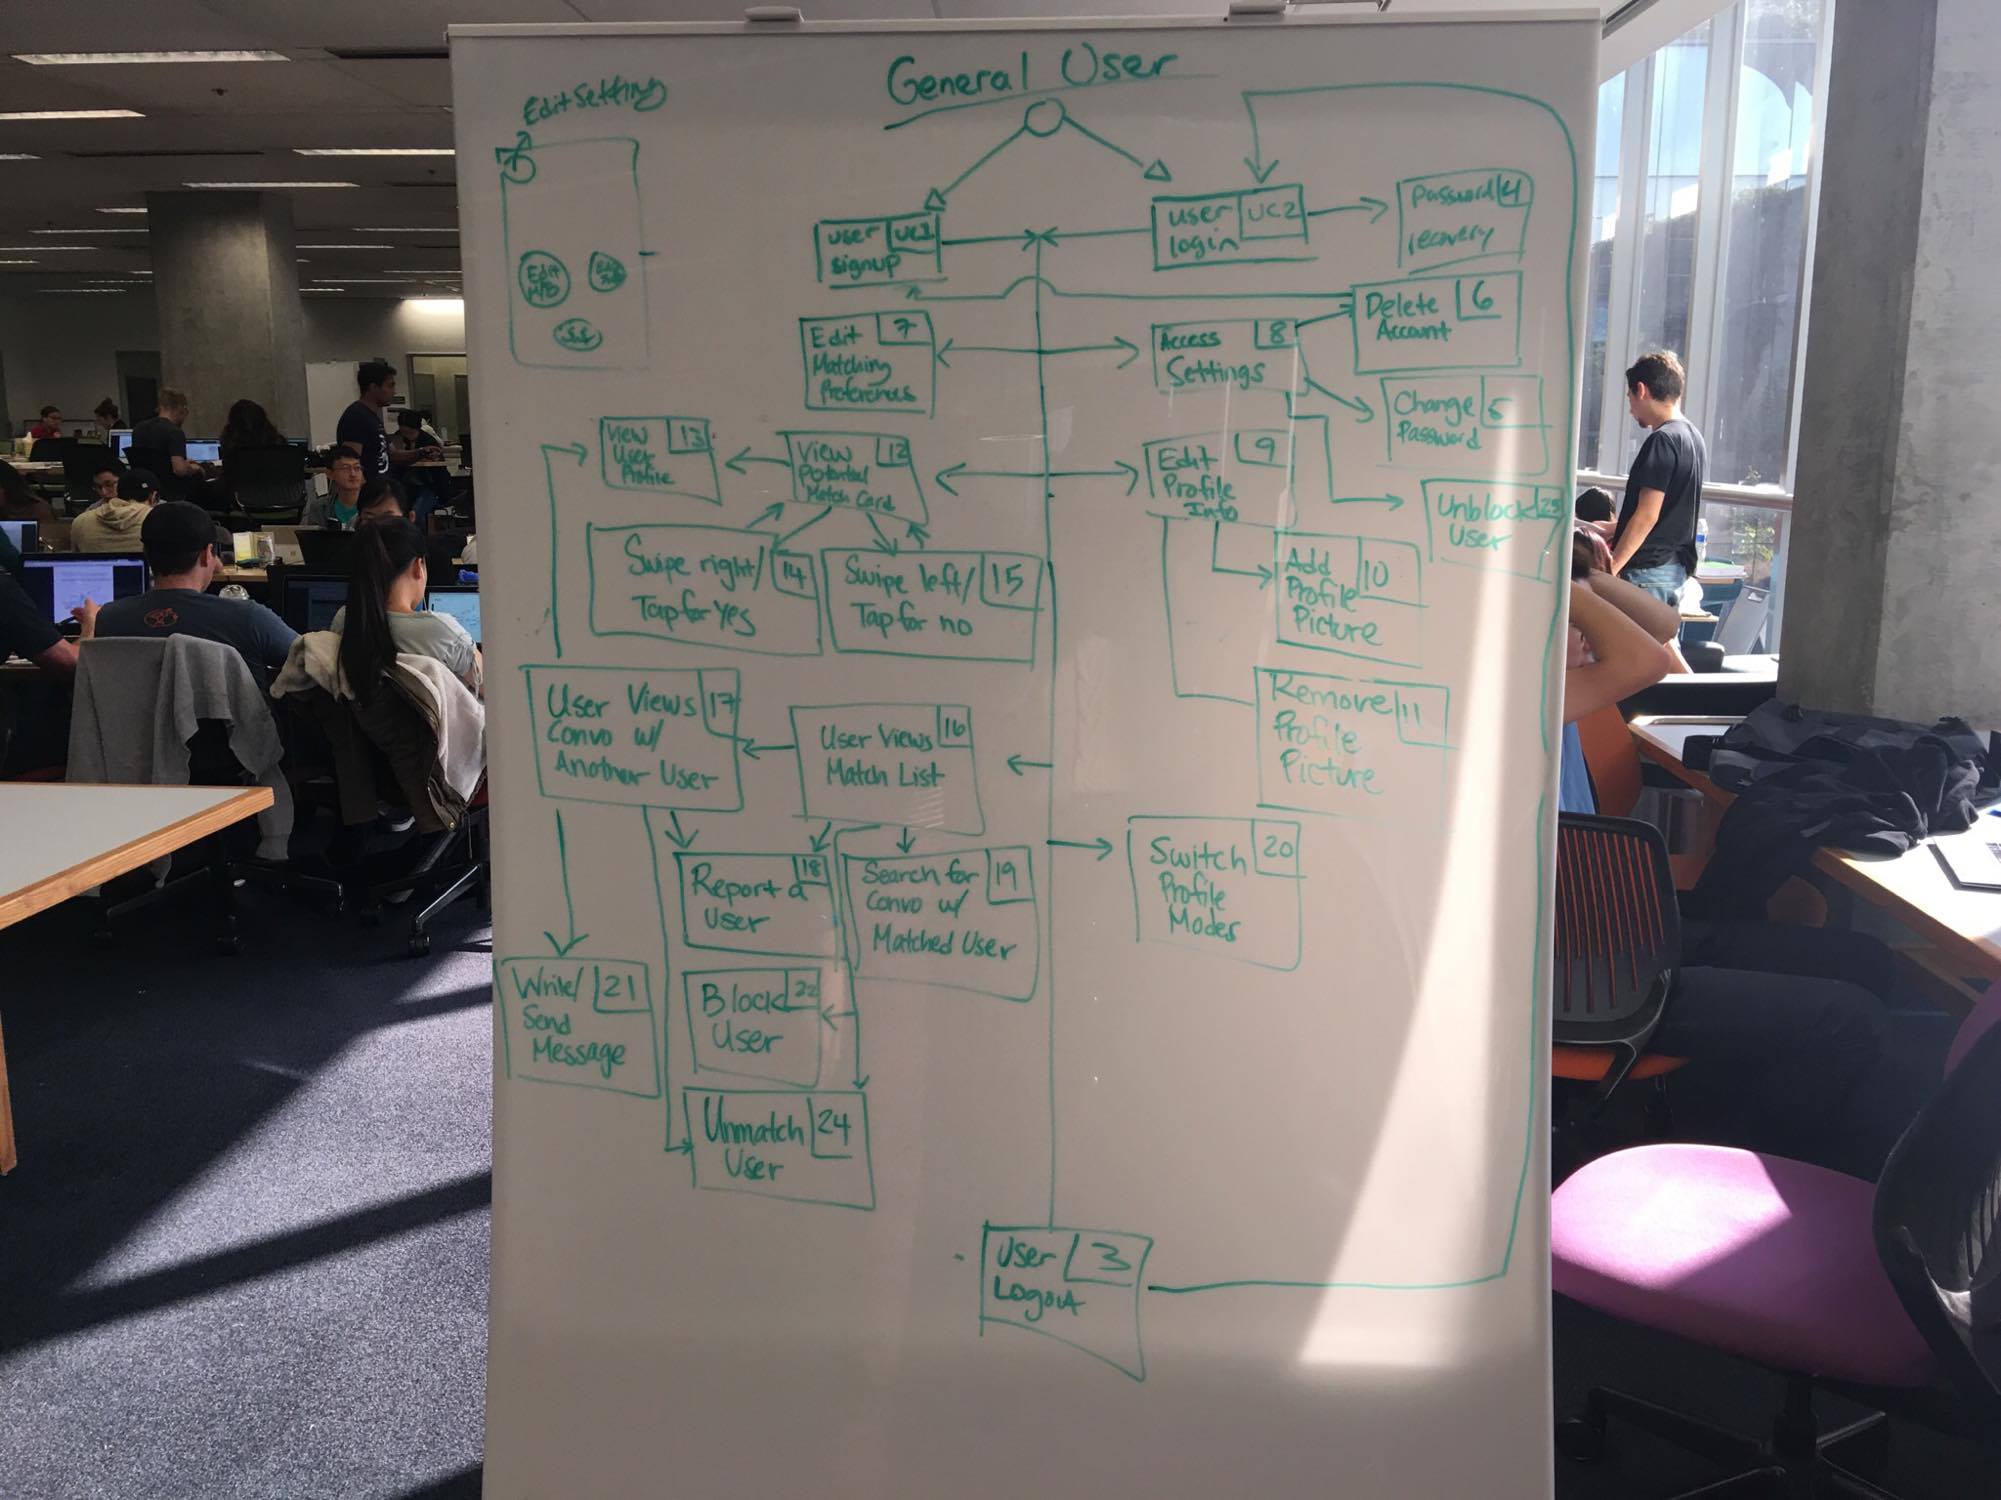 General User
Edit Setting
user UC1
signup
user UC2
login
Password 4
recovery
Delete 6
Account
Edit 7
Matching
Preferences
Access 8
Settings
Change 5
Password
View 13
User
Profile
View 12
Potential
Match Card
Edit 9
Profile
Info
Unblock 23
User
Edit
Swipe right/ 14
Tap for Yes
Swipe left/ 15
Tap for no
Add 10
Profile
Picture
User Views 17
Convo w/
Another User
User Views 16
Match List
Remove 11
Profile
Picture
Report a 18
User
Search for 19
Convo w/
Matched User
Switch 20
Profile
Modes
Write/ 21
Send
Message
Block 22
User
Unmatch 24
User
User 3
Logout